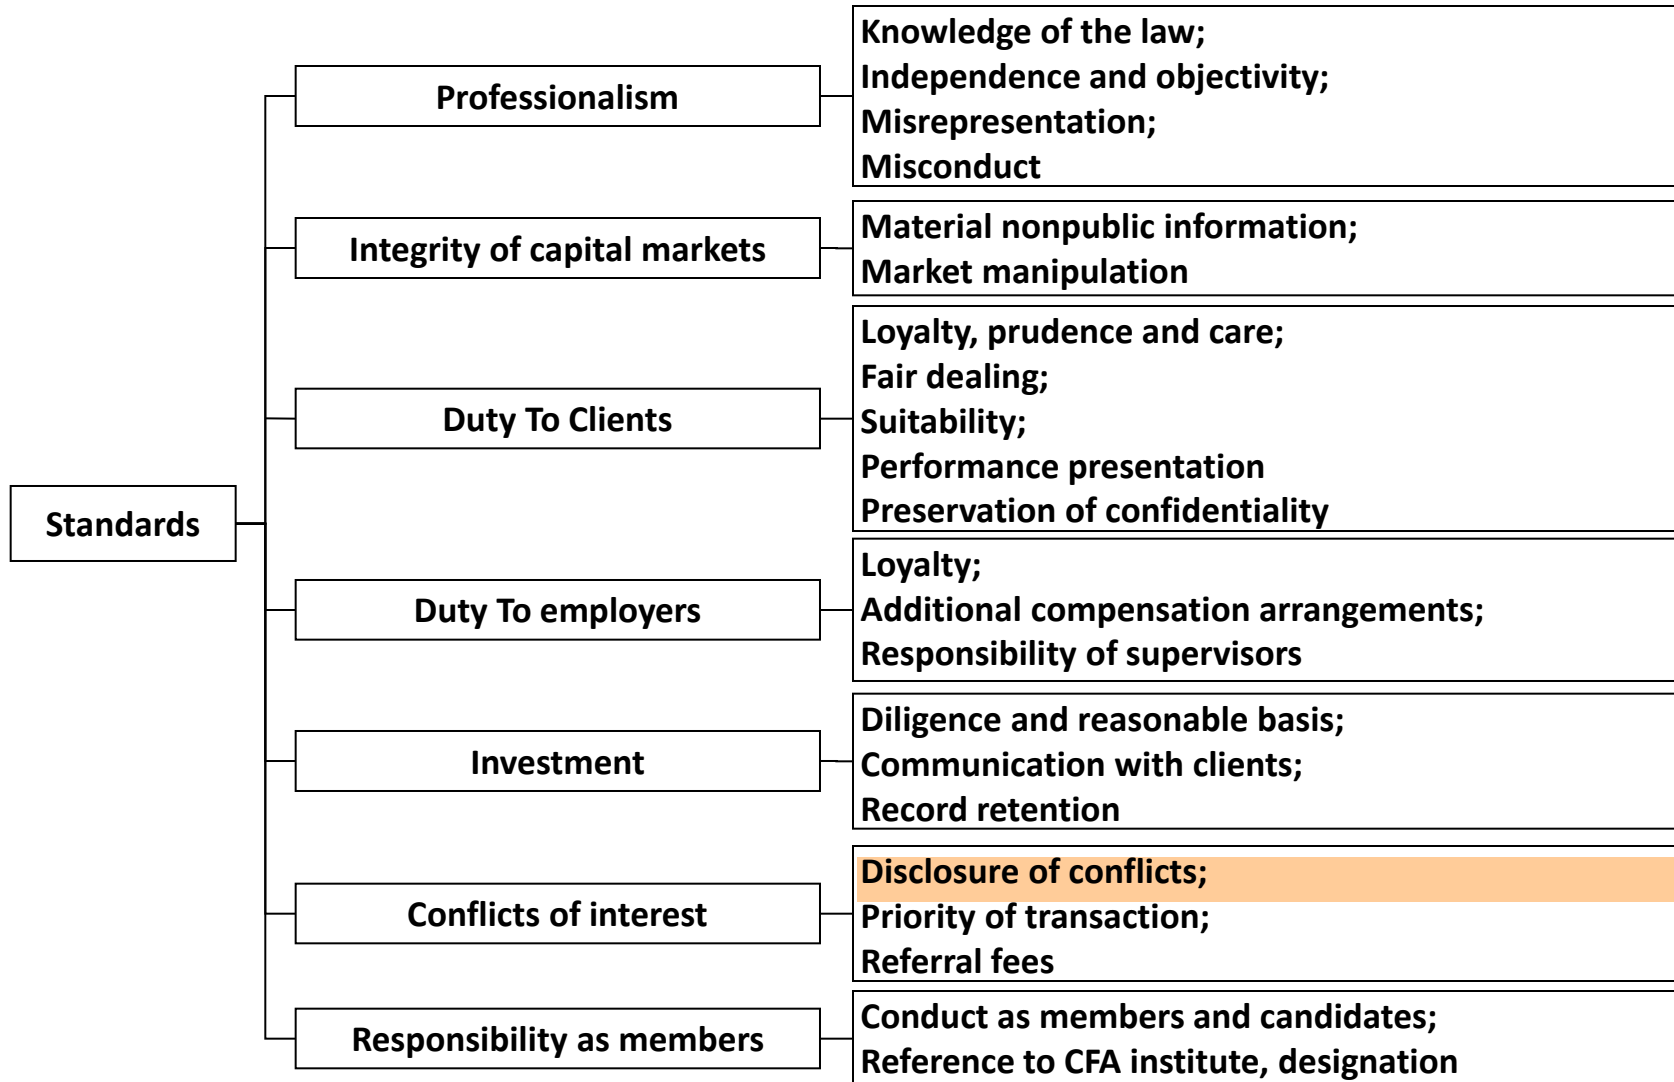 Standards
Professionalism
Knowledge of the law;
Independence and objectivity;
Misrepresentation;
Misconduct
Integrity of capital markets
Material nonpublic information;
Market manipulation
Duty To Clients
Loyalty, prudence and care;
Fair dealing;
Suitability;
Performance presentation
Preservation of confidentiality
Duty To employers
Loyalty;
Additional compensation arrangements;
Responsibility of supervisors
Investment
Diligence and reasonable basis;
Communication with clients;
Record retention
Conflicts of interest
Disclosure of conflicts;
Priority of transaction;
Referral fees
Responsibility as members
Conduct as members and candidates;
Reference to CFA institute, designation